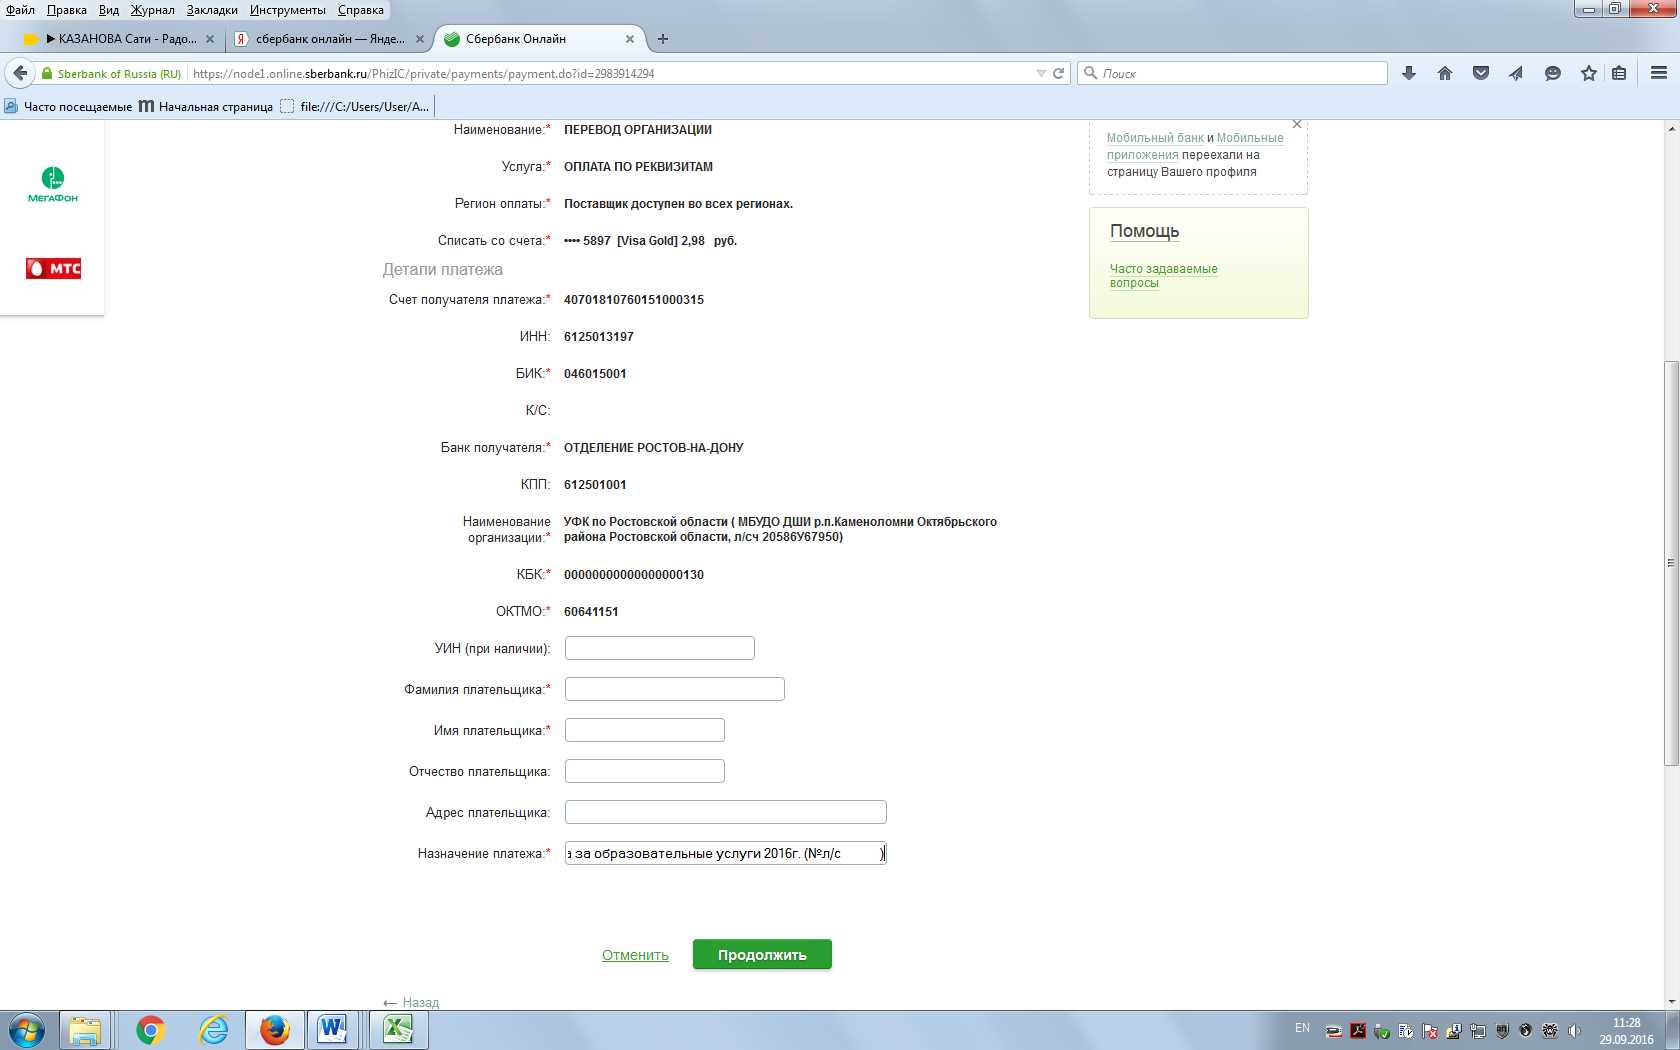 Файл Правка Вид Журнал Закладки Инструменты Справка
КАЗАНОВА Сати - Радо... сбербанк онлайн — Янде... Сбербанк Онлайн
Sberbank of Russia (RU) https://node1.online.sberbank.ru/PhizIC/private/payments/payment.do?id=2983914294 Поиск
Часто посещаемые Начальная страница file:///C:/Users/User/A...
Наименование:* ПЕРЕВОД ОРГАНИЗАЦИИ
Мобильный банк и Мобильные
приложения переехали на
страницу Вашего профиля
Услуга:* ОПЛАТА ПО РЕКВИЗИТАМ
МЕГАФОН
Регион оплаты:* Поставщик доступен во всех регионах.
Помощь
Списать со счета:* •••• 5897 [Visa Gold] 2,98 руб.
МТС
Детали платежа
Часто задаваемые
вопросы
Счет получателя платежа:* 40701810760151000315
ИНН: 6125013197
БИК:* 046015001
К/С:
Банк получателя:* ОТДЕЛЕНИЕ РОСТОВ-НА-ДОНУ
КПП: 612501001
Наименование
организации:*
УФК по Ростовской области ( МБУДО ДШИ р.п.Каменоломни Октябрьского
района Ростовской области, л/сч 20586У67950)
КБК:* 00000000000000000130
ОКТМО:* 60641151
УИН (при наличии):
Фамилия плательщика:*
Имя плательщика:*
Отчество плательщика:
Адрес плательщика:
Назначение платежа:* а за образовательные услуги 2016г. (№л/с )
Отменить Продолжить
← Назад
EN 11:28
29.09.2016